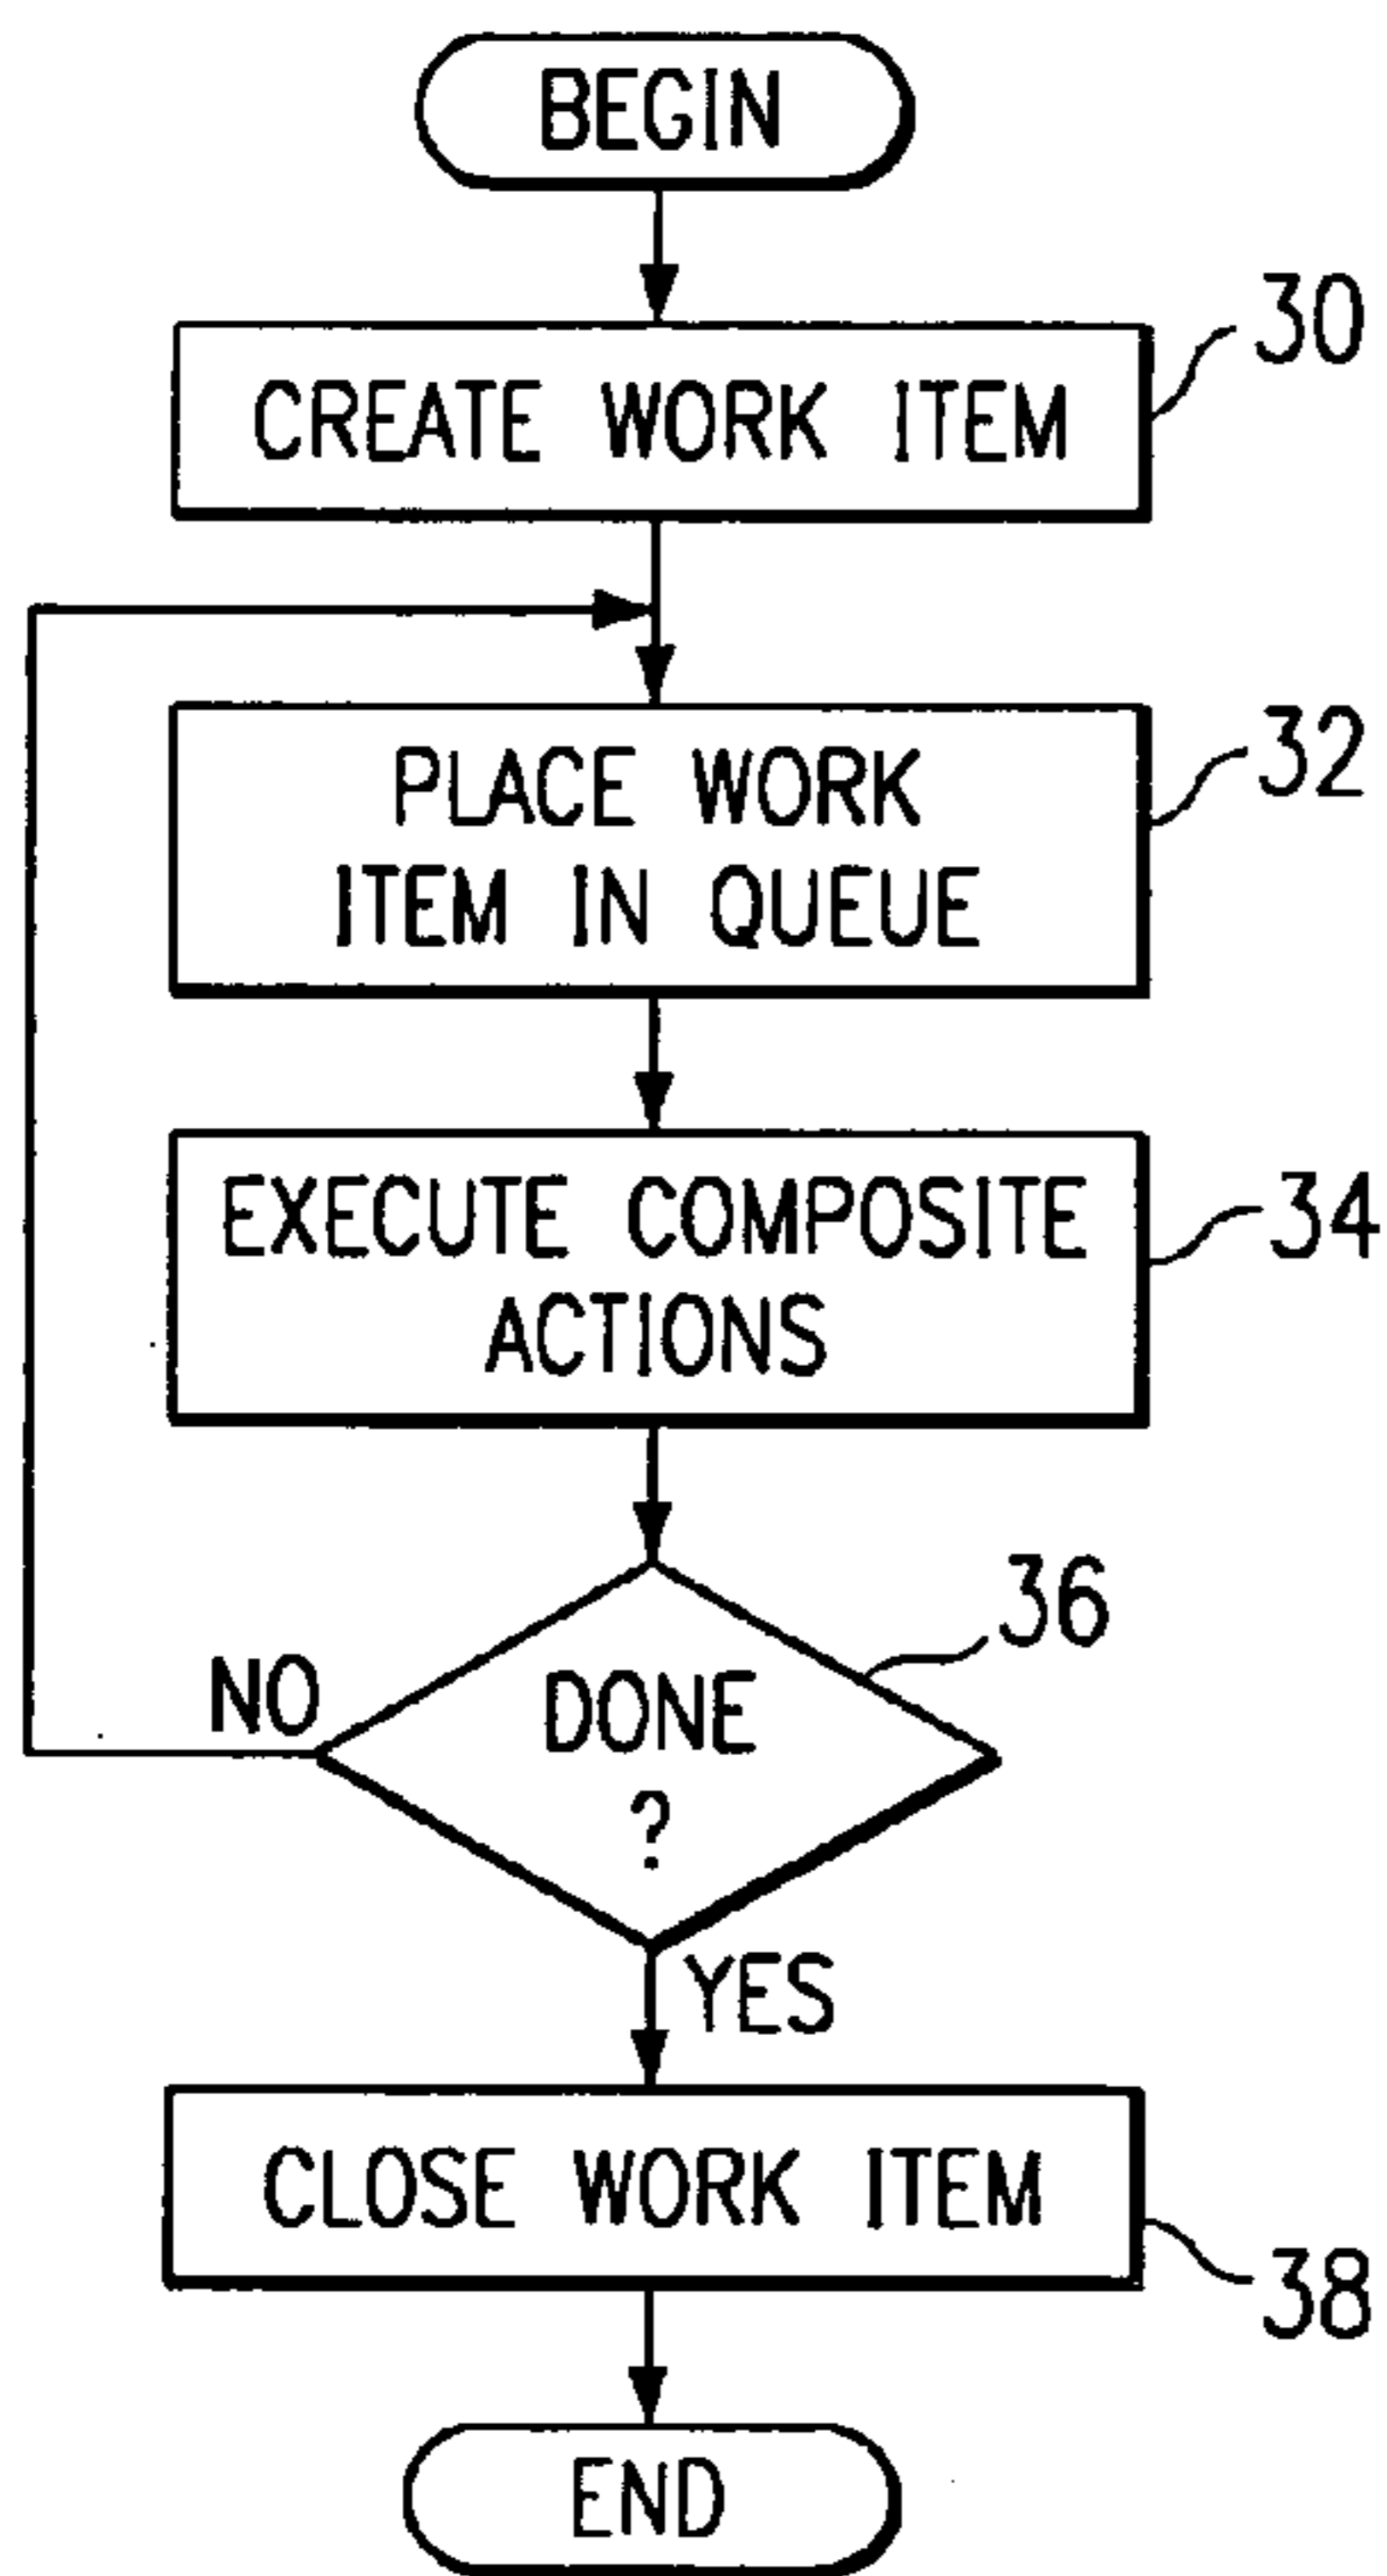 BEGIN
CREATE WORK ITEM
30
PLACE WORK
ITEM IN QUEUE
32
EXECUTE COMPOSITE
ACTIONS
34
DONE
?
36
NO
YES
CLOSE WORK ITEM
38
END